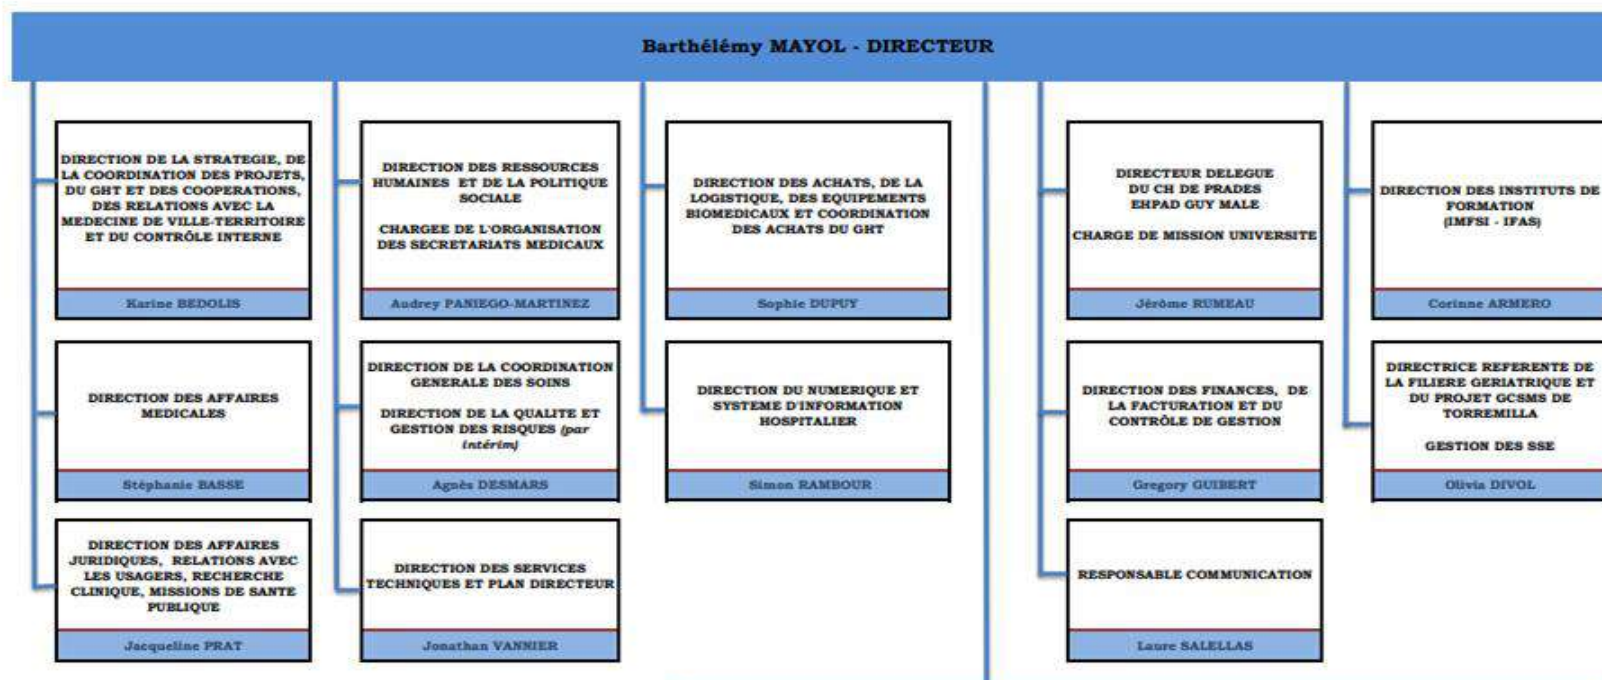 Barthélémy MAYOL - DIRECTEUR
DIRECTION DE LA STRATEGIE, DE
LA COORDINATION DES PROJETS,
DU GHT ET DES COOPERATIONS,
DES RELATIONS AVEC LA
MEDECINE DE VILLE-TERRITOIRE
ET DU CONTRÔLE INTERNE
Karine BEDOLIS
DIRECTION DES RESSOURCES
HUMAINES ET DE LA POLITIQUE
SOCIALE
CHARGEE DE L'ORGANISATION
DES SECRETARIATS MEDICAUX
Audrey PANIEGO-MARTINEZ
DIRECTION DES ACHATS, DE LA
LOGISTIQUE, DES EQUIPEMENTS
BIOMEDICAUX ET COORDINATION
DES ACHATS DU GHT
Sophie DUPUY
DIRECTEUR DELEGUE
DU CH DE PRADES
EHPAD GUY MALE
CHARGE DE MISSION UNIVERSITE
Jérôme RUMEAU
DIRECTION DES INSTITUTS DE
FORMATION
(IMFSI - IFAS)
Corinne ARMERO
DIRECTION DES AFFAIRES
MEDICALES
Stéphanie BASSE
DIRECTION DE LA COORDINATION
GENERALE DES SOINS
DIRECTION DE LA QUALITE ET
GESTION DES RISQUES (par
intérim)
Agnès DESMARS
DIRECTION DU NUMERIQUE ET
SYSTEME D'INFORMATION
HOSPITALIER
Simon RAMBOUR
DIRECTION DES FINANCES, DE
LA FACTURATION ET DU
CONTRÔLE DE GESTION
Gregory GUIBERT
DIRECTRICE REFERENTE DE
LA FILIERE GERIATRIQUE ET
DU PROJET GCSMS DE
TORREMILLA
GESTION DES SSE
Olivia DIVOL
DIRECTION DES AFFAIRES
JURIDIQUES, RELATIONS AVEC
LES USAGERS, RECHERCHE
CLINIQUE, MISSIONS DE SANTE
PUBLIQUE
Jacqueline PRAT
DIRECTION DES SERVICES
TECHNIQUES ET PLAN DIRECTEUR
Jonathan VANNIER
RESPONSABLE COMMUNICATION
Laure SALELLAS